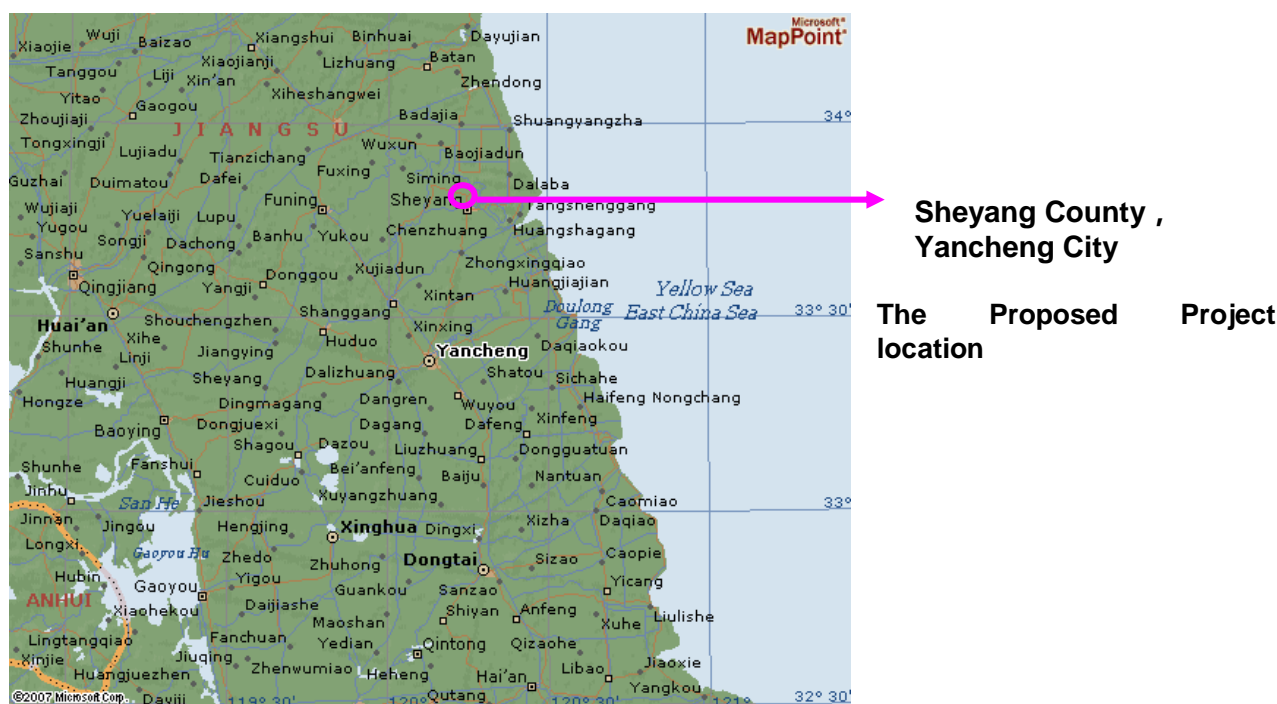 Microsoft®
MapPoint®
Wuji
Xiaojie
Baizao
Xiangshui
Binhuai
Dayujian
Xiaojianji
Lizhuang
Batan
Tanggou
Liji
Xin'an
Zhendong
Yitao
Gaogou
Xiheshangwei
Zhoujiaji
Badajia
Shuangyangzha
34°
JIANGSU
Tongxingji
Lujiadu
Tianzichang
Wuxun
Baojiadun
Guzhai
Duimatou
Dafei
Fuxing
Siming
Dalaba
Wujiaji
Yuelaiji
Lupu
Funing
Sheyang
Yangshenggang
Yugou
Songji
Dachong
Banhu
Yukou
Chenzhuang
Huangshagang
Sanshu
Qingong
Donggou
Xujiadun
Zhongxingqiao
Qingjiang
Yangji
Xintan
Huangjiajian
Yellow Sea
Doulong
Gang
East China Sea
33° 30'
Huai'an
Shouchengzhen
Shanggang
Xinxing
Shunhe
Xihe
Linji
Jiangying
Huduo
Yancheng
Daqiaokou
Huangji
Sheyang
Dalizhuang
Shatou
Sichahe
Hongze
Dingmagang
Dangren
Wuyou
Haifeng Nongchang
Baoying
Dongjuexi
Dagang
Dafeng
Xinfeng
Shagou
Dazou
Liuzhuang
Dongguatuan
Shunhe
Fanshui
Cuiduo
Bei'anfeng
Baiju
Nantuan
Jinhu
San He
Jieshou
Xuyangzhuang
Caomiao
33°
Jinnan
Jingou
Hengjing
Xinghua
Dingxi
Xizha
Daqiao
Longxi
Gaoyou Hu
Zhedo
Zhuhong
Dongtai
Sizao
Caopie
Hubin
Gaoyou
Yigou
Guankou
Sanzao
Yicang
ANHUI
Xiaohekou
Daijiashe
Maoshan
Shiyan
Anfeng
Xuhe
Liulishe
Lingtangqiao
Fanchuan
Yedian
Qintong
Qizaohe
Xinjie
Huangjuezhen
Jiuqing
Zhenwumiao
Heheng
Hai'an
Libao
Jiaoxie
Yangkou
©2007 Microsoft Corp.
Dayiji
119° 30'
120°
Qutang
120° 30'
121°
32° 30'
Sheyang County ,
Yancheng City
The Proposed Project
location